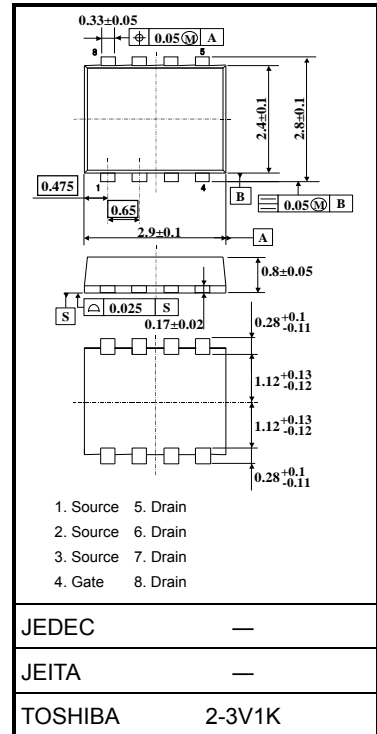 0.33±0.05
⌖ 0.05 Ⓜ A
8 5
2.4±0.1
2.8±0.1
0.475
1 4
B
0.65
⌯ 0.05 Ⓜ B
2.9±0.1
A
0.8±0.05
S
⌓ 0.025 S
0.17±0.02
0.28 +0.1 -0.11
1.12 +0.13 -0.12
1.12 +0.13 -0.12
0.28 +0.1 -0.11
1. Source 5. Drain
2. Source 6. Drain
3. Source 7. Drain
4. Gate 8. Drain
JEDEC —
JEITA —
TOSHIBA 2-3V1K